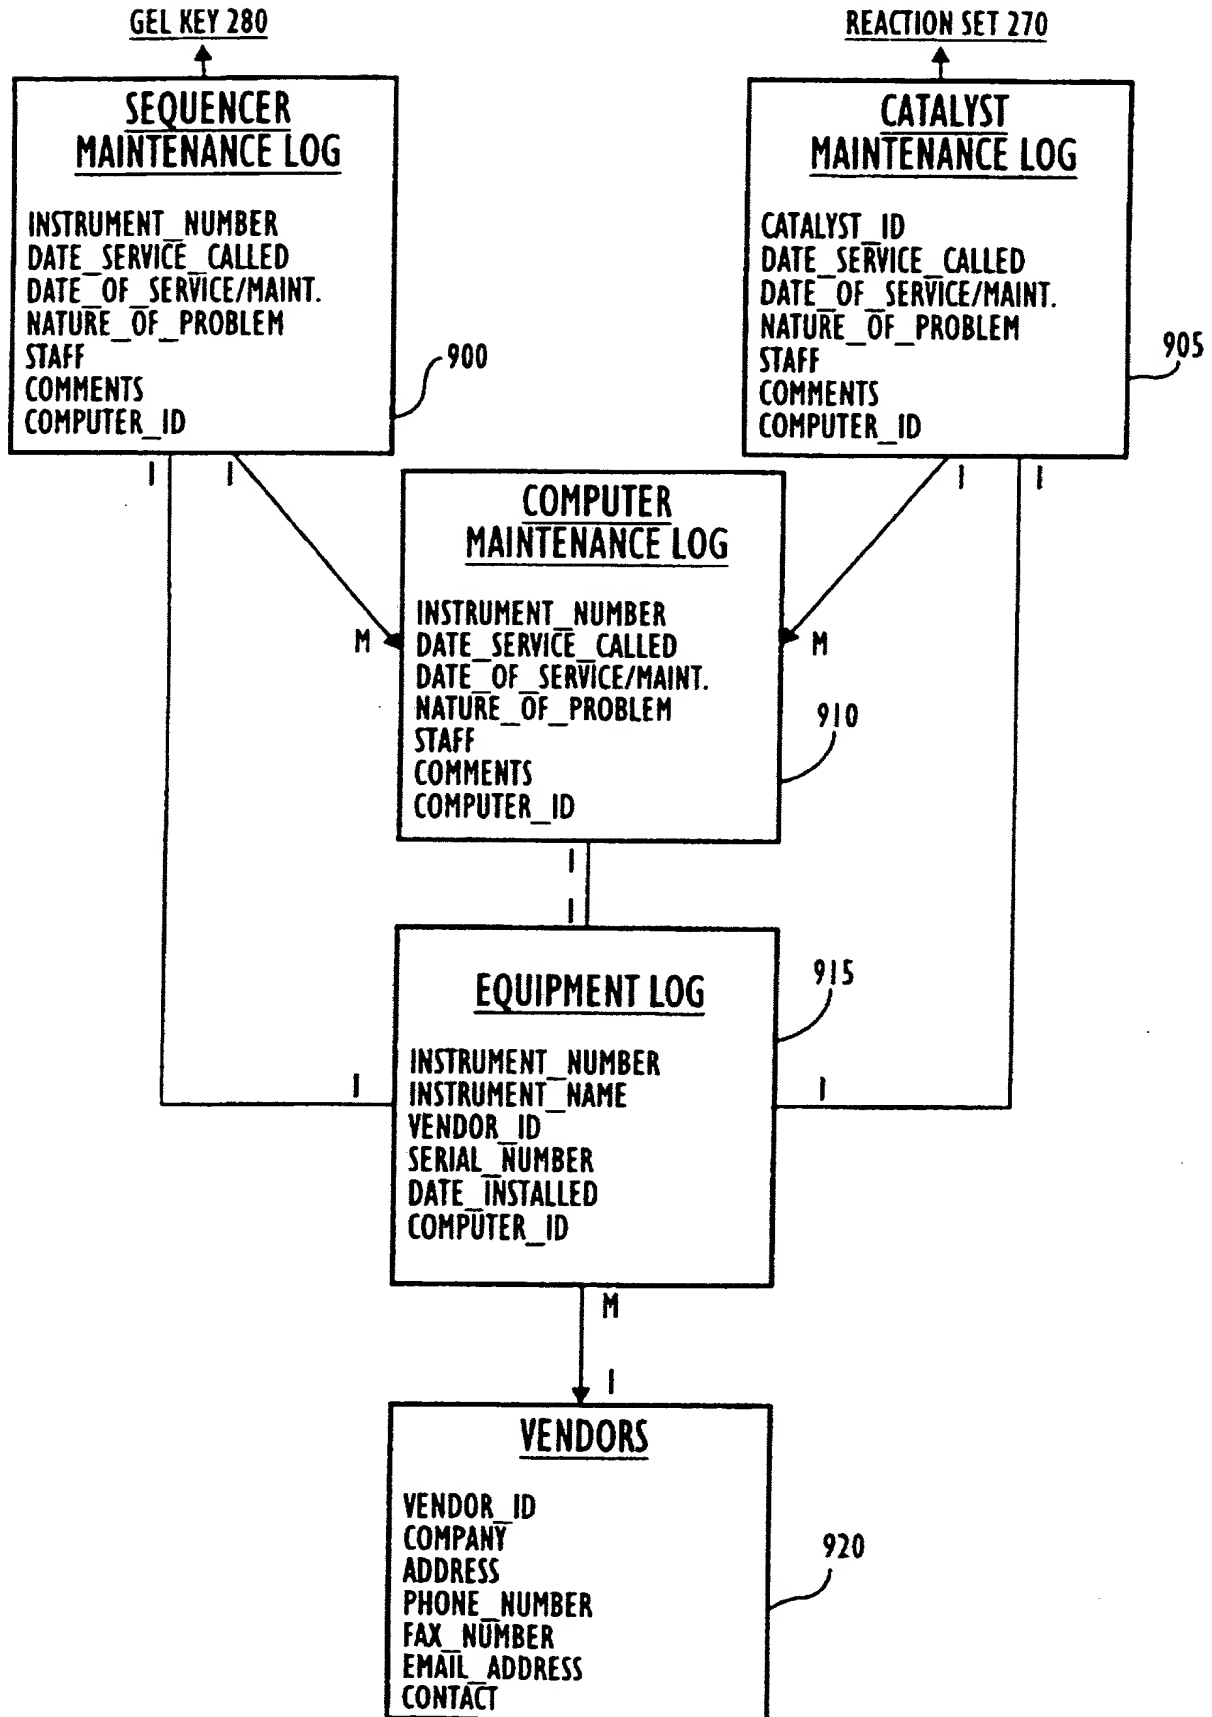 GEL KEY 280
REACTION SET 270
SEQUENCER
MAINTENANCE LOG
INSTRUMENT_NUMBER
DATE_SERVICE_CALLED
DATE_OF_SERVICE/MAINT.
NATURE_OF_PROBLEM
STAFF
COMMENTS
COMPUTER_ID
900
CATALYST
MAINTENANCE LOG
CATALYST_ID
DATE_SERVICE_CALLED
DATE_OF_SERVICE/MAINT.
NATURE_OF_PROBLEM
STAFF
COMMENTS
COMPUTER_ID
905
1
1
1
1
COMPUTER
MAINTENANCE LOG
INSTRUMENT_NUMBER
DATE_SERVICE_CALLED
DATE_OF_SERVICE/MAINT.
NATURE_OF_PROBLEM
STAFF
COMMENTS
COMPUTER_ID
M
M
910
1
1
EQUIPMENT LOG
INSTRUMENT_NUMBER
INSTRUMENT_NAME
VENDOR_ID
SERIAL_NUMBER
DATE_INSTALLED
COMPUTER_ID
915
1
1
M
1
VENDORS
VENDOR_ID
COMPANY
ADDRESS
PHONE_NUMBER
FAX_NUMBER
EMAIL_ADDRESS
CONTACT
920